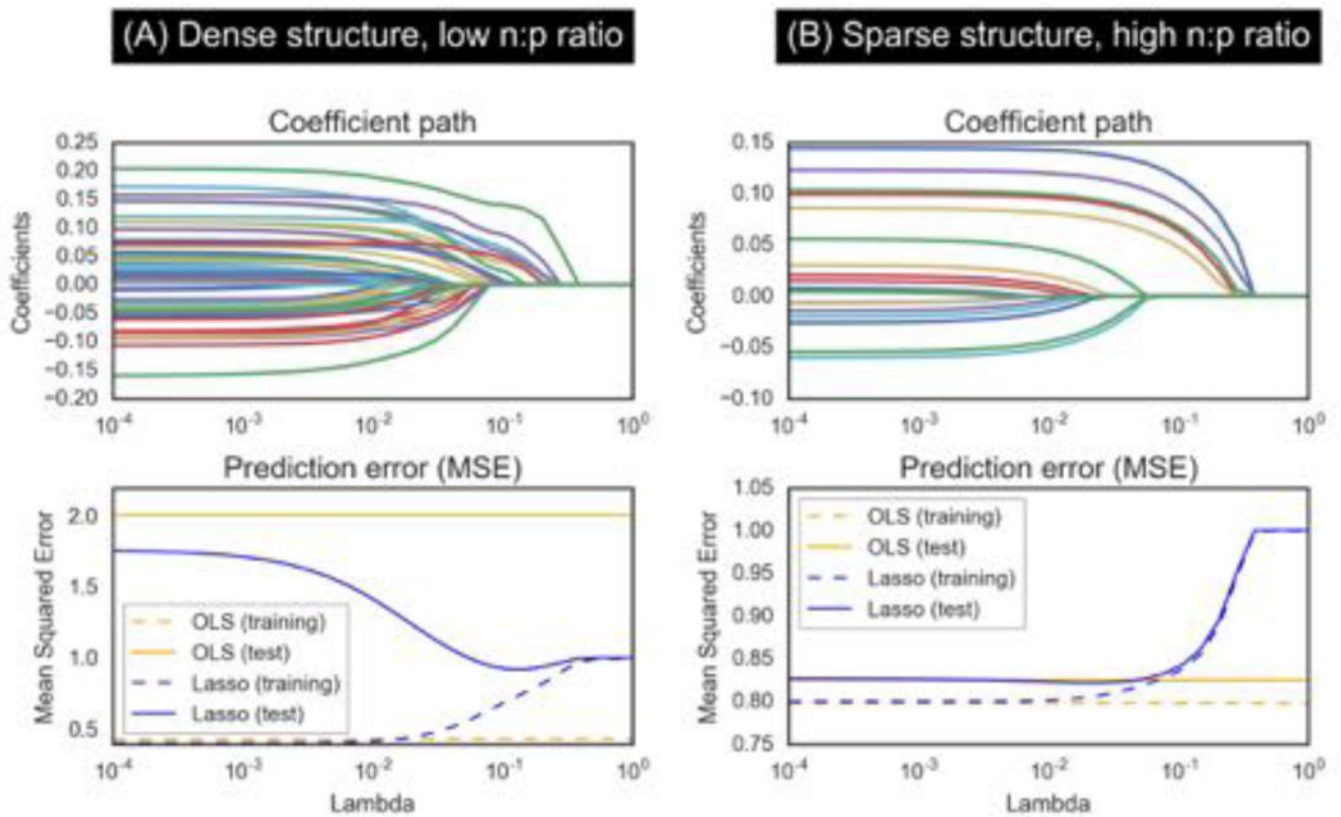 (A) Dense structure, low n:p ratio
(B) Sparse structure, high n:p ratio
Coefficient path
Coefficients
0.25
0.20
0.15
0.10
0.05
0.00
−0.05
−0.10
−0.15
−0.20
10⁻⁴ 10⁻³ 10⁻² 10⁻¹ 10⁰
Coefficient path
Coefficients
0.15
0.10
0.05
0.00
−0.05
−0.10
10⁻⁴ 10⁻³ 10⁻² 10⁻¹ 10⁰
Prediction error (MSE)
Mean Squared Error
2.0
1.5
1.0
0.5
OLS (training)
OLS (test)
Lasso (training)
Lasso (test)
10⁻⁴ 10⁻³ 10⁻² 10⁻¹ 10⁰
Lambda
Prediction error (MSE)
Mean Squared Error
1.05
1.00
0.95
0.90
0.85
0.80
0.75
OLS (training)
OLS (test)
Lasso (training)
Lasso (test)
10⁻⁴ 10⁻³ 10⁻² 10⁻¹ 10⁰
Lambda